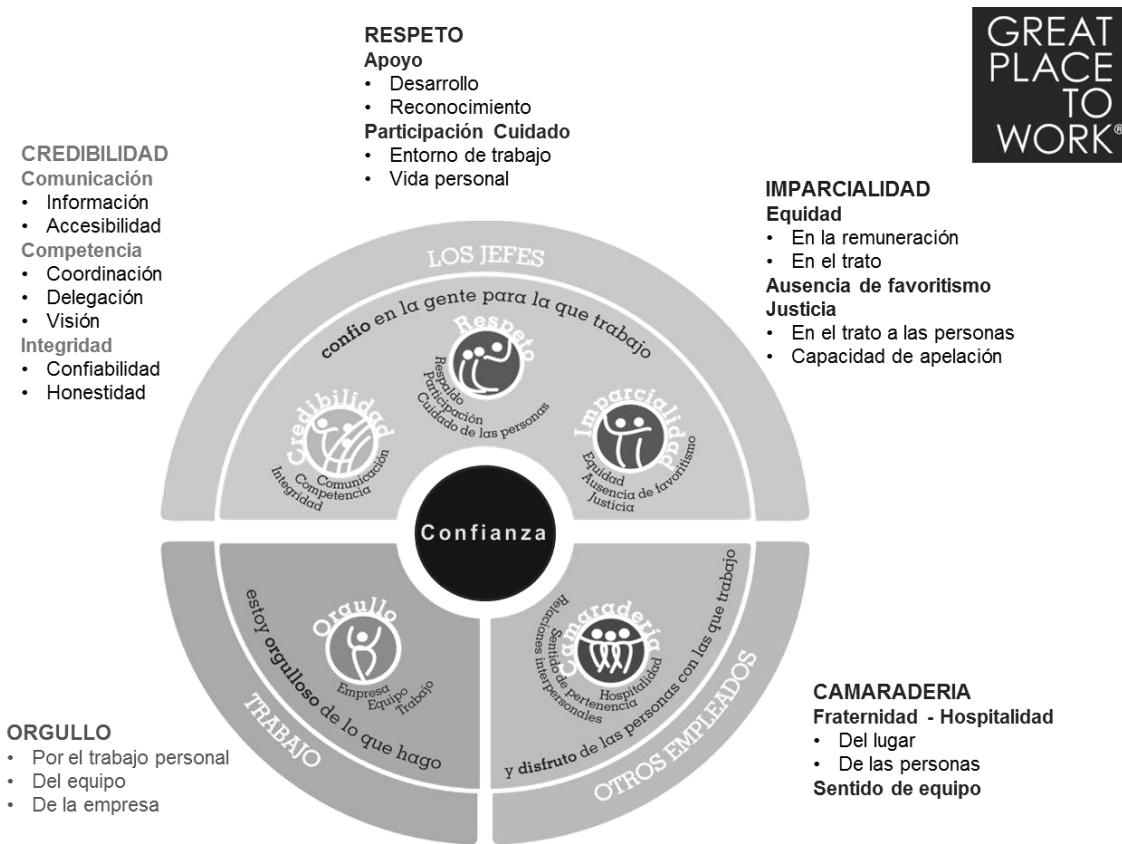 RESPETO
Apoyo
• Desarrollo
• Reconocimiento
Participación Cuidado
• Entorno de trabajo
• Vida personal
GREAT
PLACE
TO
WORK®
CREDIBILIDAD
Comunicación
• Información
• Accesibilidad
Competencia
• Coordinación
• Delegación
• Visión
Integridad
• Confiabilidad
• Honestidad
IMPARCIALIDAD
Equidad
• En la remuneración
• En el trato
Ausencia de favoritismo
Justicia
• En el trato a las personas
• Capacidad de apelación
LOS JEFES
confio en la gente para la que trabajo
Respeto
Respaldo
Participación
Cuidado de las personas
Credibilidad
Comunicación
Competencia
Integridad
Imparcialidad
Equidad
Ausencia de favoritismo
Justicia
Confianza
Orgullo
Empresa
Equipo
Trabajo
estoy orgulloso de lo que hago
TRABAJO
Camaradería
Hospitalidad
Sentido de pertenencia
Relaciones interpersonales
y disfruto de las personas con las que trabajo
OTROS EMPLEADOS
ORGULLO
• Por el trabajo personal
• Del equipo
• De la empresa
CAMARADERIA
Fraternidad - Hospitalidad
• Del lugar
• De las personas
Sentido de equipo